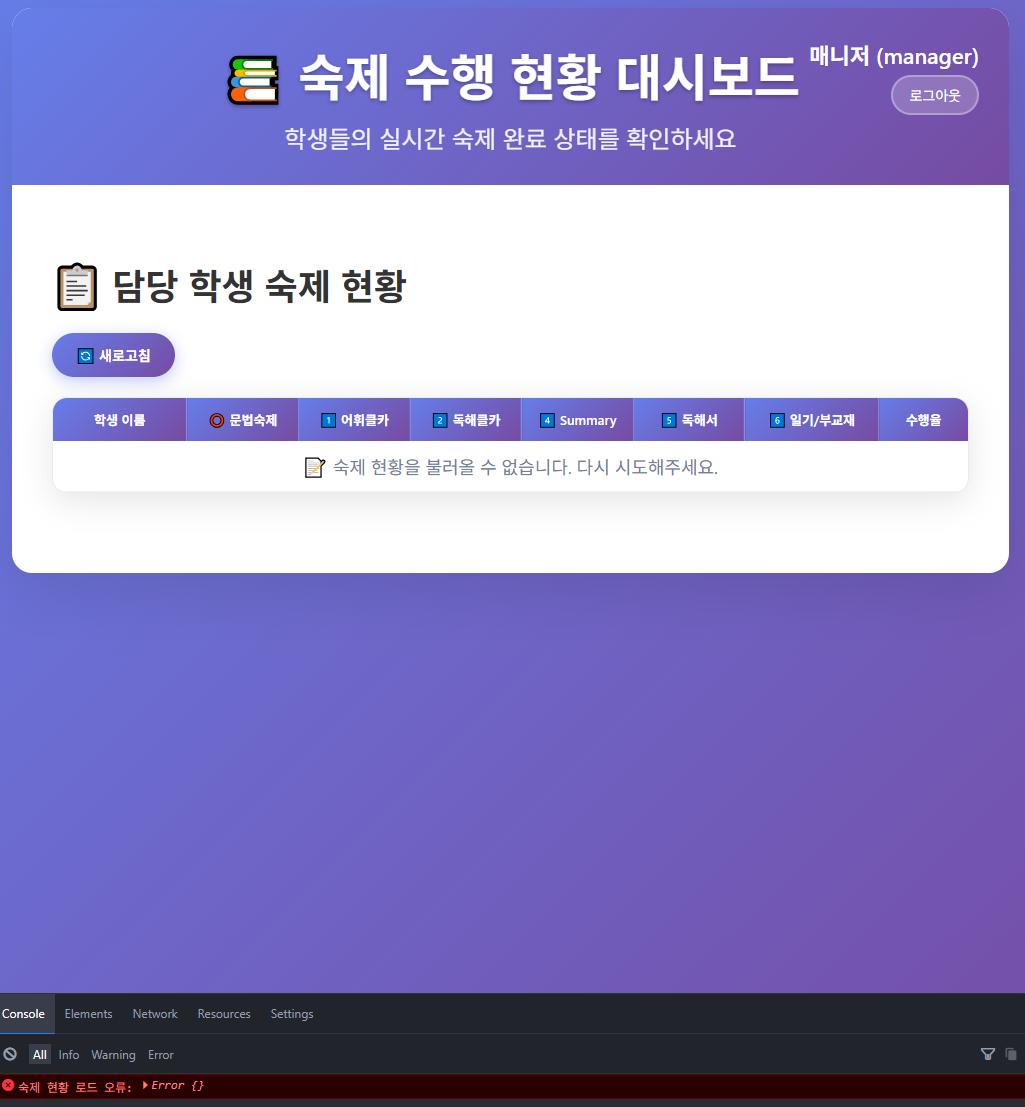 📚 숙제 수행 현황 대시보드
매니저 (manager)
로그아웃
학생들의 실시간 숙제 완료 상태를 확인하세요
📋 담당 학생 숙제 현황
🔄 새로고침
학생 이름 ⭕ 문법숙제 1️⃣ 어휘클카 2️⃣ 독해클카 4️⃣ Summary 5️⃣ 독해서 6️⃣ 일기/부교재 수행율
📝 숙제 현황을 불러올 수 없습니다. 다시 시도해주세요.
Console Elements Network Resources Settings
All Info Warning Error
숙제 현황 로드 오류: ▶Error {}